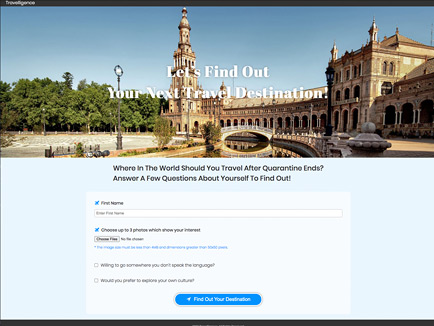 Travelligence
Let's Find Out
Your Next Travel Destination!
Where In The World Should You Travel After Quarantine Ends?
Answer A Few Questions About Yourself To Find Out!
First Name
Enter First Name
Choose up to 3 photos which show your interest
Choose Files No file chosen
* The image size must be less than 4MB and dimensions greater than 50X50 pixels.
Willing to go somewhere you don't speak the language?
Would you prefer to explore your own culture?
Find Out Your Destination